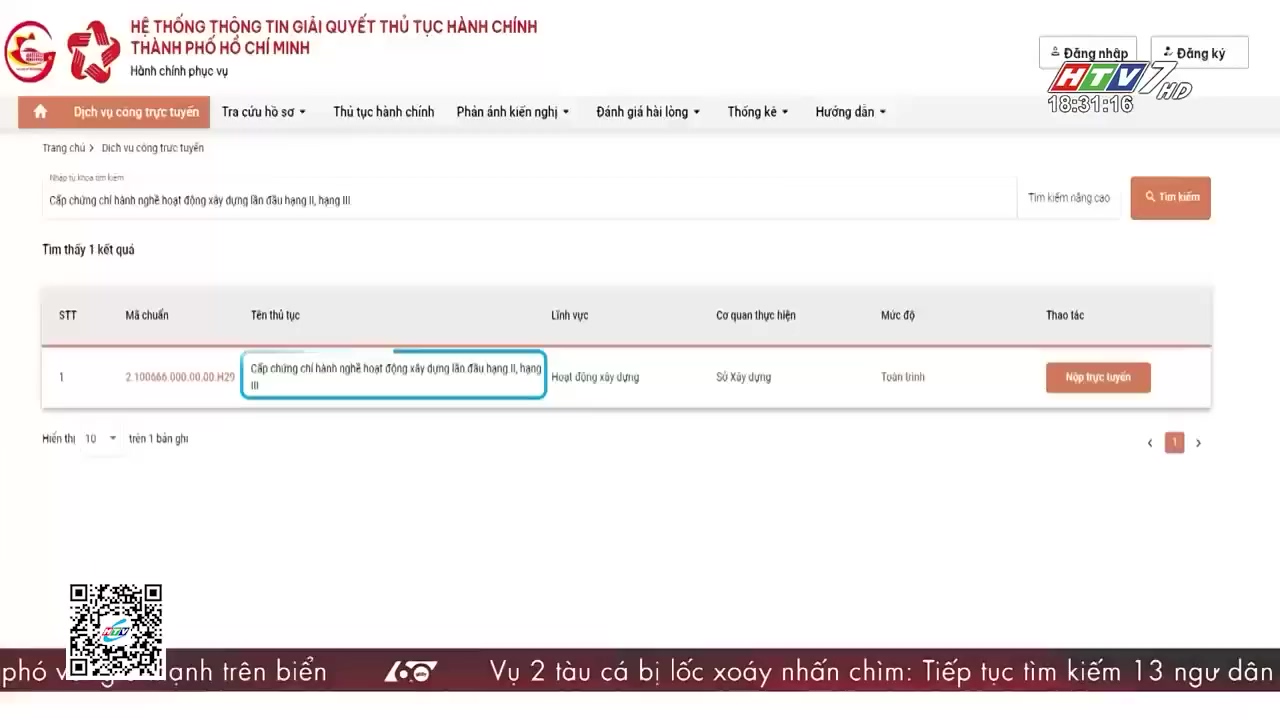 HỆ THỐNG THÔNG TIN GIẢI QUYẾT THỦ TỤC HÀNH CHÍNH
THÀNH PHỐ HỒ CHÍ MINH
Hành chính phục vụ
Đăng nhập
Đăng ký
HTV7 HD
18:31:16
Dịch vụ công trực tuyến
Tra cứu hồ sơ
Thủ tục hành chính
Phản ánh kiến nghị
Đánh giá hài lòng
Thống kê
Hướng dẫn
Trang chủ > Dịch vụ công trực tuyến
Nhập từ khóa tìm kiếm
Cấp chứng chỉ hành nghề hoạt động xây dựng lần đầu hạng II, hạng III
Tìm kiếm nâng cao
Tìm kiếm
Tìm thấy 1 kết quả
STT Mã chuẩn Tên thủ tục Lĩnh vực Cơ quan thực hiện Mức độ Thao tác
1 2.100666.000.00.00.H29 Cấp chứng chỉ hành nghề hoạt động xây dựng lần đầu hạng II, hạng
III
Hoạt động xây dựng Sở Xây dựng Toàn trình Nộp trực tuyến
Hiển thị 10 trên 1 bản ghi
< 1 >
HTV
phó ạnh trên biển
60 giây
Vụ 2 tàu cá bị lốc xoáy nhấn chìm: Tiếp tục tìm kiếm 13 ngư dân